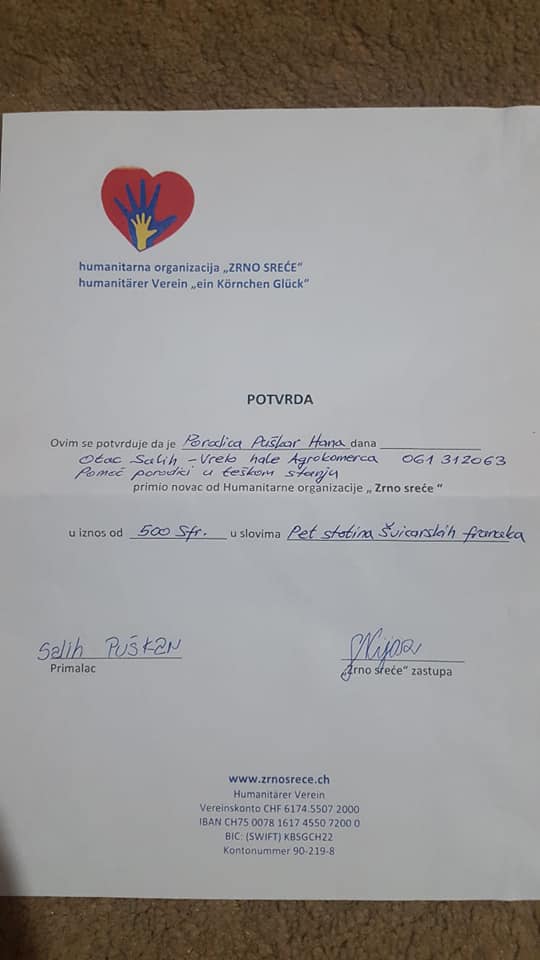 humanitarna organizacija „ZRNO SREĆE“
humanitärer Verein „ein Körnchen Glück“
POTVRDA
Ovim se potvrduje da je Porodica Puškar Hana dana
Otac Salih - Vrelo hale Agrokomerca 061 312063
Pomoć porodici u teškom stanju
primio novac od Humanitarne organizacije „ Zrno sreće “
u iznos od 500 Sfr. u slovima Pet stotina Švicarskih franaka
Salih PUŠKAR
Primalac „Zrno sreće“ zastupa
www.zrnosrece.ch
Humanitärer Verein
Vereinskonto CHF 6174.5507.2000
IBAN CH75 0078 1617 4550 7200 0
BIC: (SWIFT) KBSGCH22
Kontonummer 90-219-8